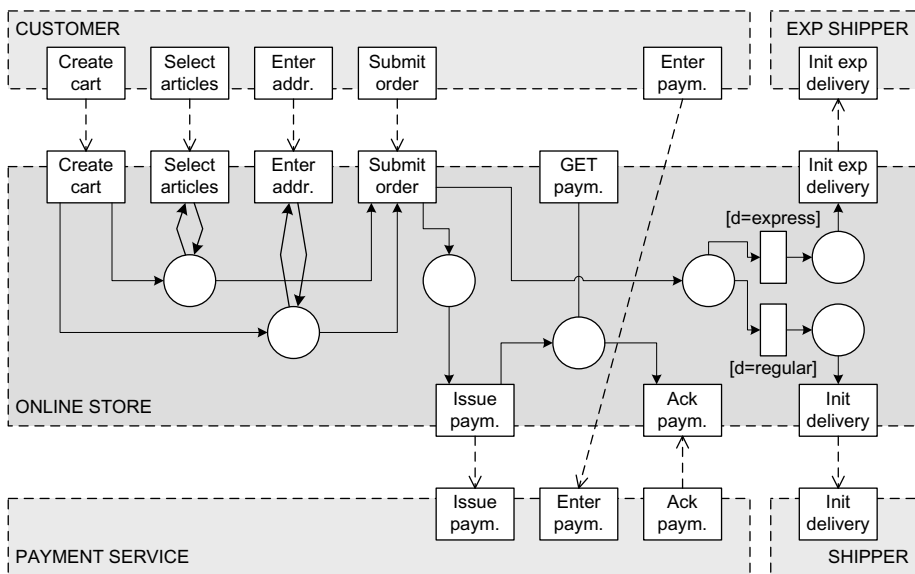 CUSTOMER
EXP SHIPPER
Create
cart
Select
articles
Enter
addr.
Submit
order
Enter
paym.
Init exp
delivery
Create
cart
Select
articles
Enter
addr.
Submit
order
GET
paym.
Init exp
delivery
[d=express]
[d=regular]
ONLINE STORE
Issue
paym.
Ack
paym.
Init
delivery
Issue
paym.
Enter
paym.
Ack
paym.
Init
delivery
PAYMENT SERVICE
SHIPPER